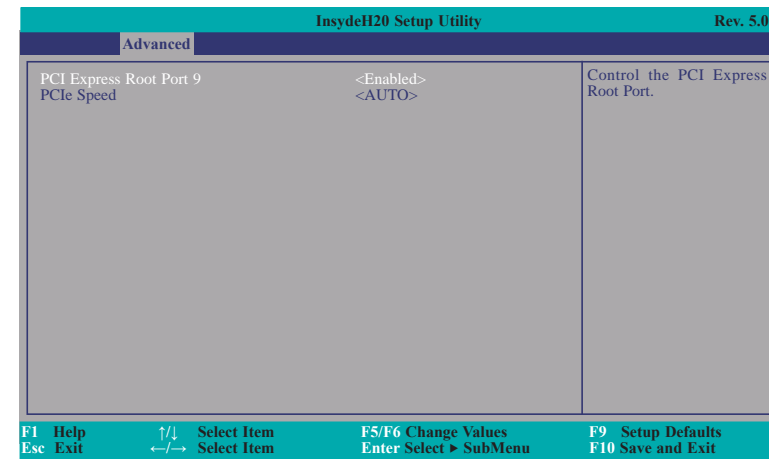 InsydeH20 Setup Utility Rev. 5.0
Advanced
PCI Express Root Port 9 <Enabled> Control the PCI Express
PCIe Speed <AUTO> Root Port.
F1 Help ↑/↓ Select Item F5/F6 Change Values F9 Setup Defaults
Esc Exit ←/→ Select Item Enter Select ▶ SubMenu F10 Save and Exit